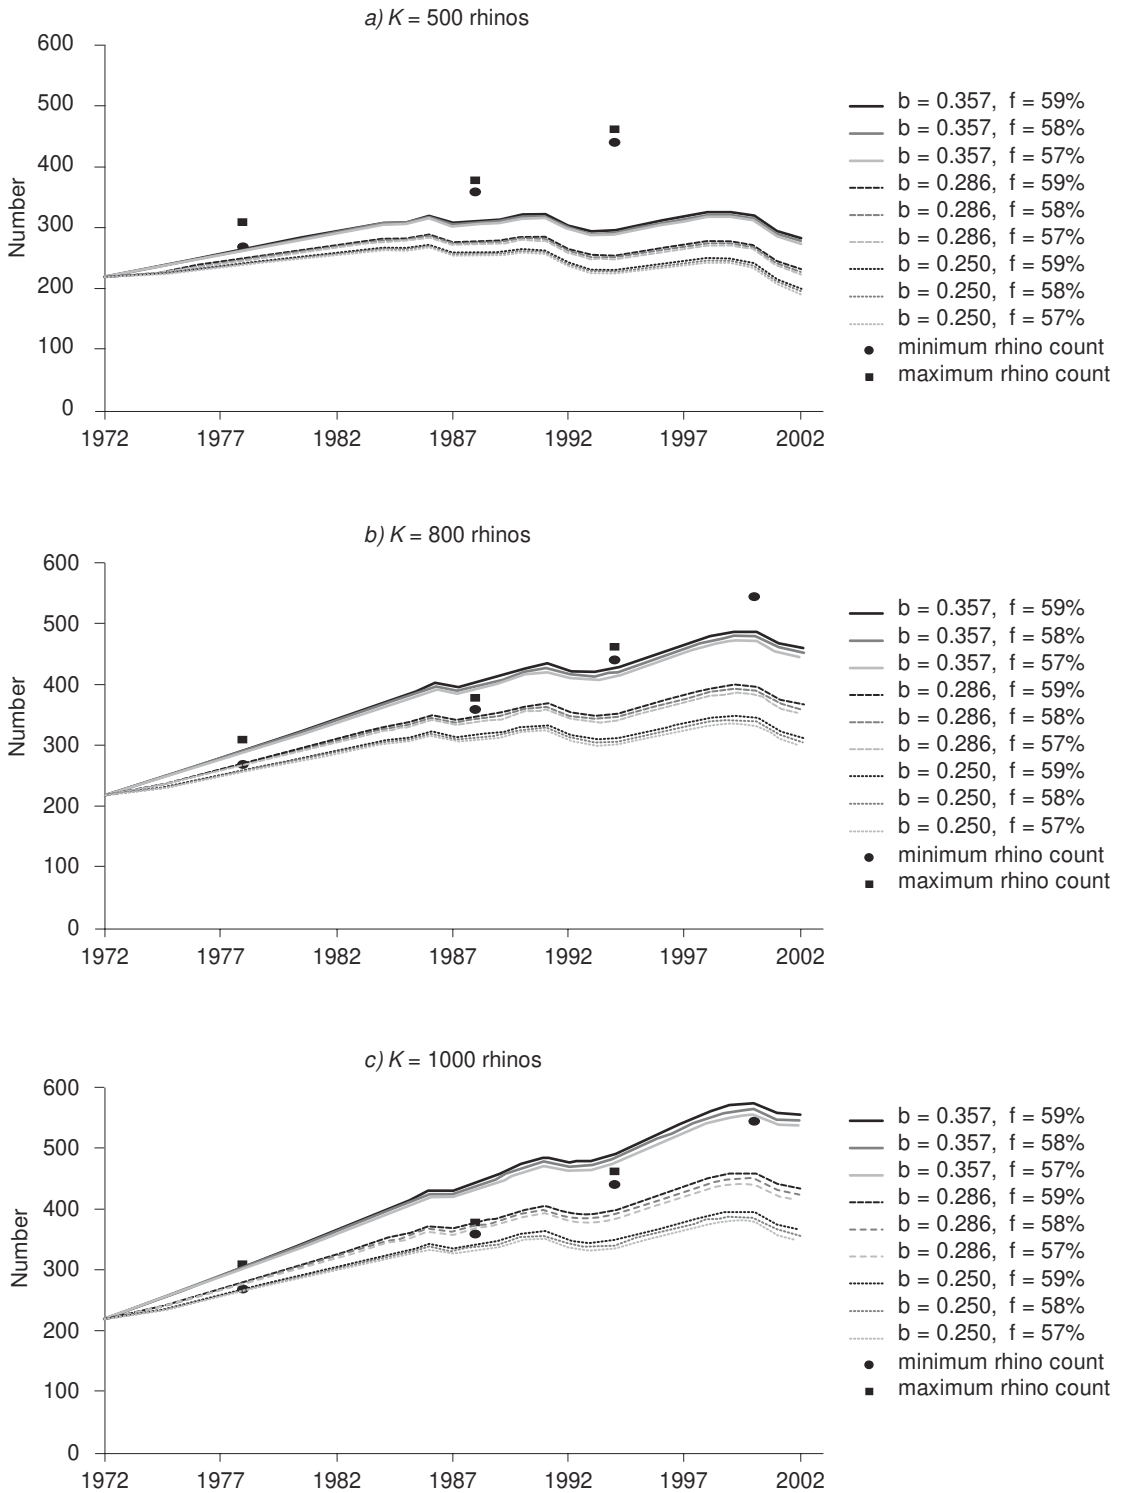 a) K = 500 rhinos
600
500
400
300
200
100
0
Number
1972 1977 1982 1987 1992 1997 2002
b = 0.357, f = 59%
b = 0.357, f = 58%
b = 0.357, f = 57%
b = 0.286, f = 59%
b = 0.286, f = 58%
b = 0.286, f = 57%
b = 0.250, f = 59%
b = 0.250, f = 58%
b = 0.250, f = 57%
minimum rhino count
maximum rhino count
b) K = 800 rhinos
600
500
400
300
200
100
0
Number
1972 1977 1982 1987 1992 1997 2002
b = 0.357, f = 59%
b = 0.357, f = 58%
b = 0.357, f = 57%
b = 0.286, f = 59%
b = 0.286, f = 58%
b = 0.286, f = 57%
b = 0.250, f = 59%
b = 0.250, f = 58%
b = 0.250, f = 57%
minimum rhino count
maximum rhino count
c) K = 1000 rhinos
600
500
400
300
200
100
0
Number
1972 1977 1982 1987 1992 1997 2002
b = 0.357, f = 59%
b = 0.357, f = 58%
b = 0.357, f = 57%
b = 0.286, f = 59%
b = 0.286, f = 58%
b = 0.286, f = 57%
b = 0.250, f = 59%
b = 0.250, f = 58%
b = 0.250, f = 57%
minimum rhino count
maximum rhino count